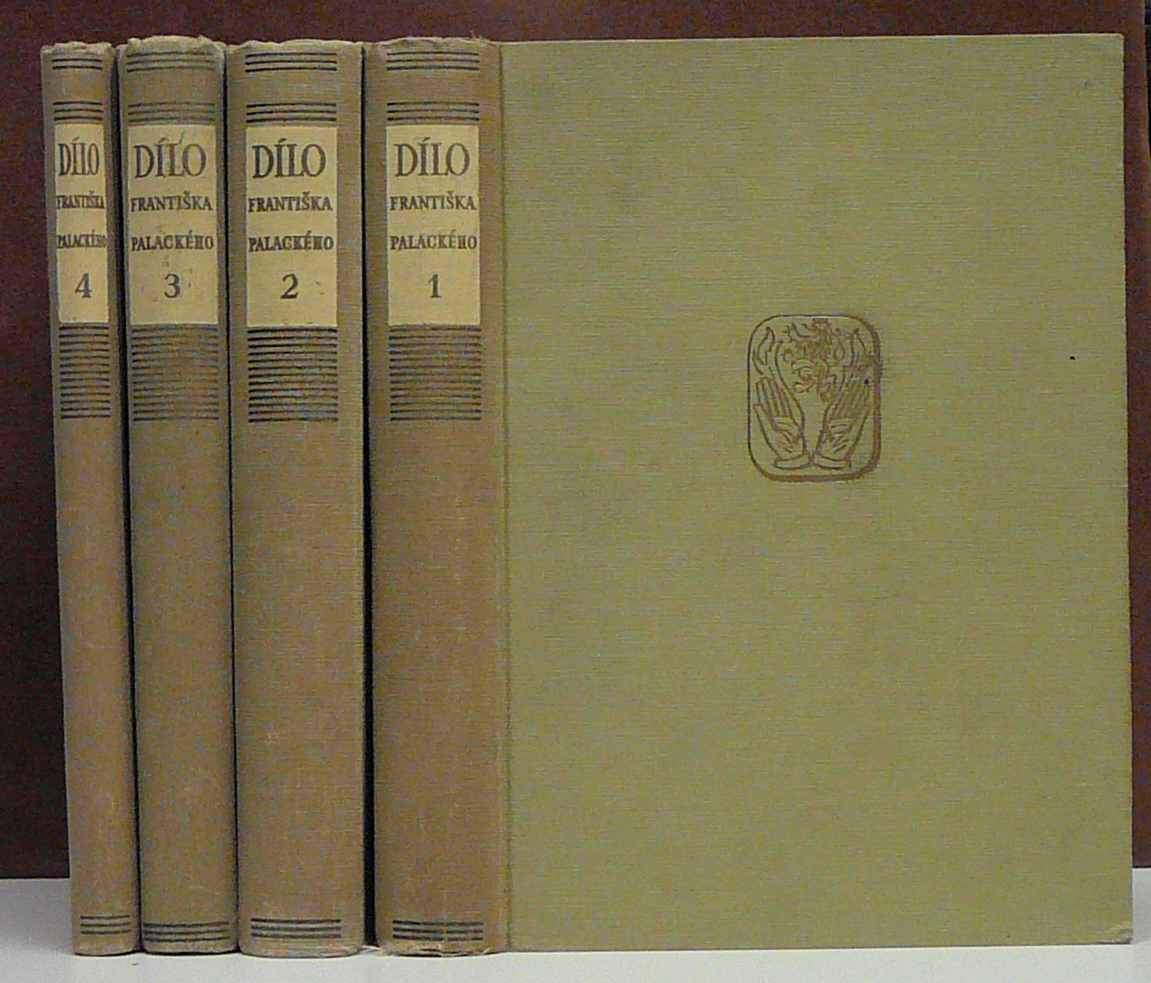 DÍLO
FRANTIŠKA
PALACKÉHO
4
DÍLO
FRANTIŠKA
PALACKÉHO
3
DÍLO
FRANTIŠKA
PALACKÉHO
2
DÍLO
FRANTIŠKA
PALACKÉHO
1